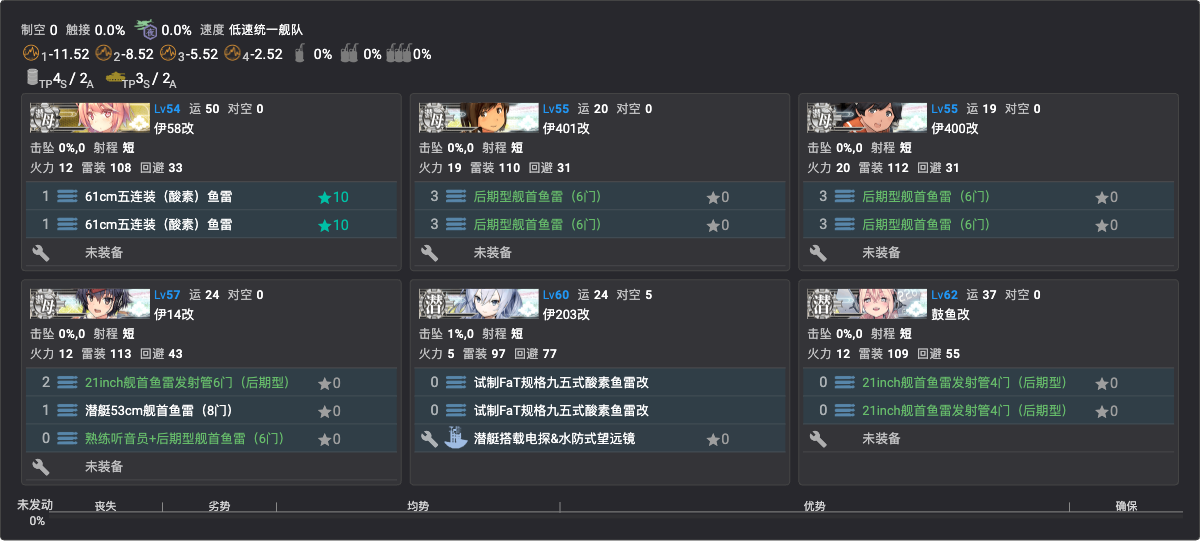 制空 0 触接 0.0% 夜 0.0% 速度 低速统一舰队
1-11.52 2-8.52 3-5.52 4-2.52 0% 0% 0%
TP4S / 2A TP3S / 2A
潜母 Lv54 运 50 对空 0
伊58改
击坠 0%,0 射程 短
火力 12 雷装 108 回避 33
1 61cm五连装（酸素）鱼雷 ★10
1 61cm五连装（酸素）鱼雷 ★10
未装备
潜母 Lv55 运 20 对空 0
伊401改
击坠 0%,0 射程 短
火力 19 雷装 110 回避 31
3 后期型舰首鱼雷（6门） ★0
3 后期型舰首鱼雷（6门） ★0
未装备
潜母 Lv55 运 19 对空 0
伊400改
击坠 0%,0 射程 短
火力 20 雷装 112 回避 31
3 后期型舰首鱼雷（6门） ★0
3 后期型舰首鱼雷（6门） ★0
未装备
潜母 Lv57 运 24 对空 0
伊14改
击坠 0%,0 射程 短
火力 12 雷装 113 回避 43
2 21inch舰首鱼雷发射管6门（后期型） ★0
1 潜艇53cm舰首鱼雷（8门） ★0
0 熟练听音员+后期型舰首鱼雷（6门） ★0
未装备
潜 Lv60 运 24 对空 5
伊203改
击坠 1%,0 射程 短
火力 5 雷装 97 回避 77
0 试制FaT规格九五式酸素鱼雷改
0 试制FaT规格九五式酸素鱼雷改
潜艇搭载电探&水防式望远镜 ★0
潜 Lv62 运 37 对空 0
鼓鱼改
击坠 0%,0 射程 短
火力 12 雷装 109 回避 55
0 21inch舰首鱼雷发射管4门（后期型） ★0
0 21inch舰首鱼雷发射管4门（后期型） ★0
未装备
未发动 丧失 劣势 均势 优势 确保
0%